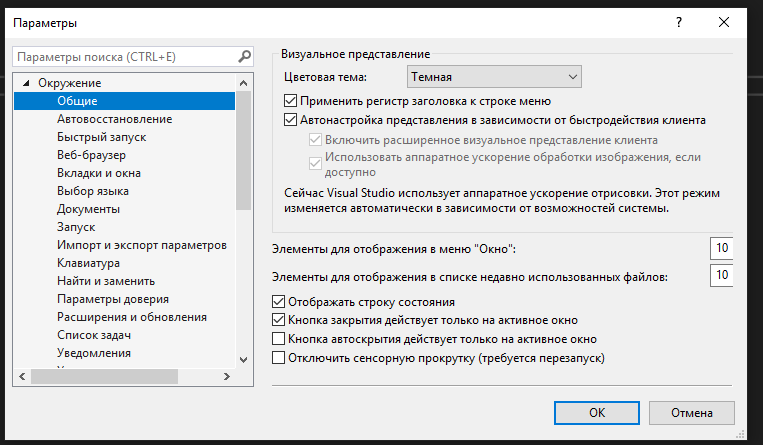 Параметры
?
Параметры поиска (CTRL+E)
Окружение
Общие
Автовосстановление
Быстрый запуск
Веб-браузер
Вкладки и окна
Выбор языка
Документы
Запуск
Импорт и экспорт параметров
Клавиатура
Найти и заменить
Параметры доверия
Расширения и обновления
Список задач
Уведомления
Визуальное представление
Цветовая тема:
Темная
Применить регистр заголовка к строке меню
Автонастройка представления в зависимости от быстродействия клиента
Включить расширенное визуальное представление клиента
Использовать аппаратное ускорение обработки изображения, если
доступно
Сейчас Visual Studio использует аппаратное ускорение отрисовки. Этот режим
изменяется автоматически в зависимости от возможностей системы.
Элементы для отображения в меню "Окно":
10
Элементы для отображения в списке недавно использованных файлов:
10
Отображать строку состояния
Кнопка закрытия действует только на активное окно
Кнопка автоскрытия действует только на активное окно
Отключить сенсорную прокрутку (требуется перезапуск)
ОК
Отмена